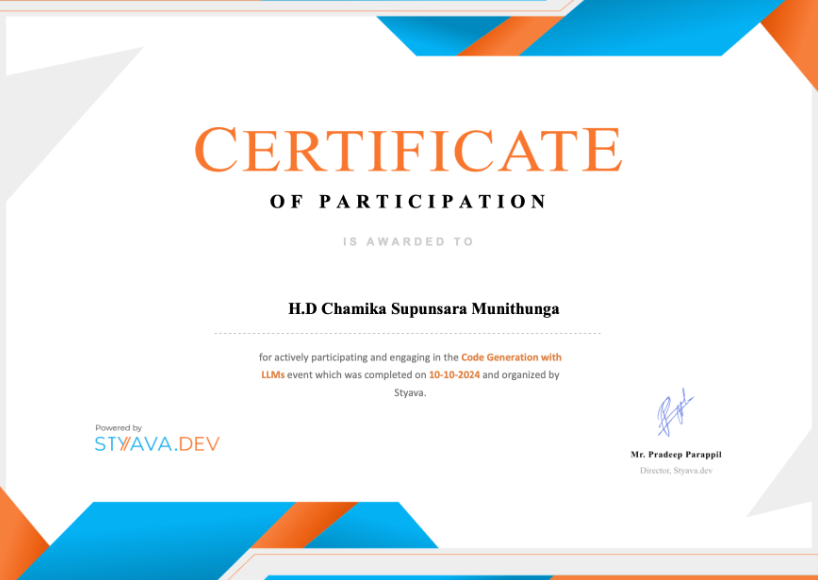 CERTIFICATE
OF PARTICIPATION
IS AWARDED TO
H.D Chamika Supunsara Munithunga
for actively participating and engaging in the Code Generation with
LLMs event which was completed on 10-10-2024 and organized by
Styava.
Powered by
STYAVA.DEV
Mr. Pradeep Parappil
Director, Styava.dev